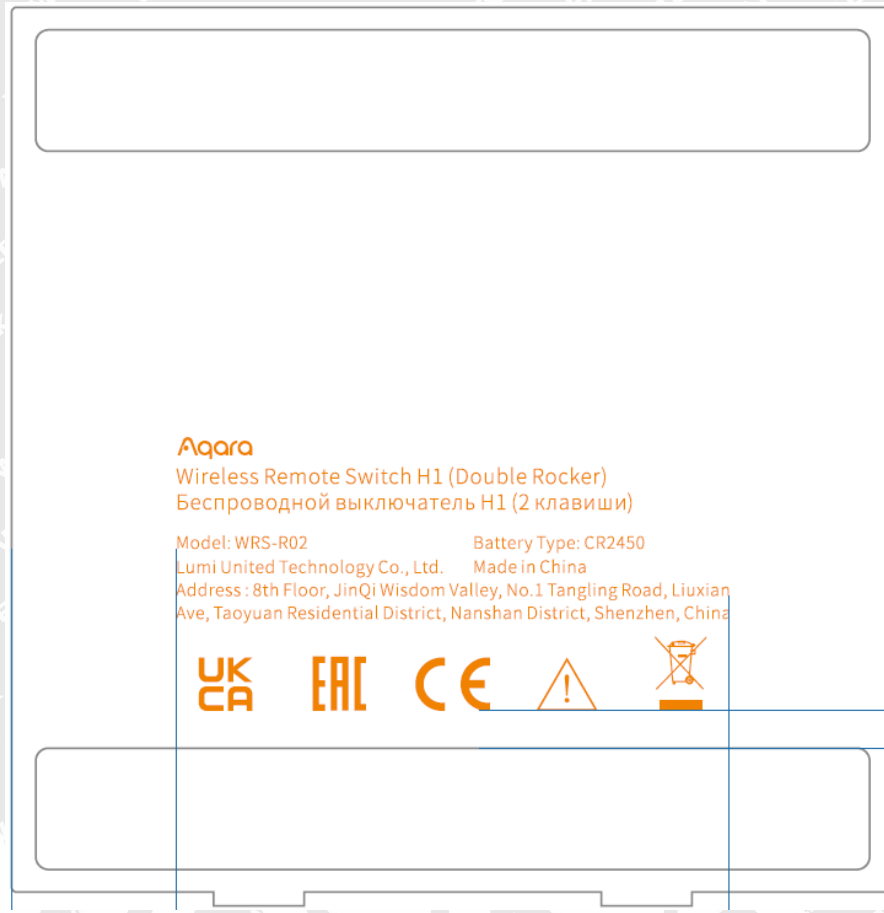 Aqara
Wireless Remote Switch H1 (Double Rocker)
Беспроводной выключатель H1 (2 клавиши)
Model: WRS-R02 Battery Type: CR2450
Lumi United Technology Co., Ltd. Made in China
Address : 8th Floor, JinQi Wisdom Valley, No.1 Tangling Road, Liuxian
Ave, Taoyuan Residential District, Nanshan District, Shenzhen, China
UK CA EAC CE !